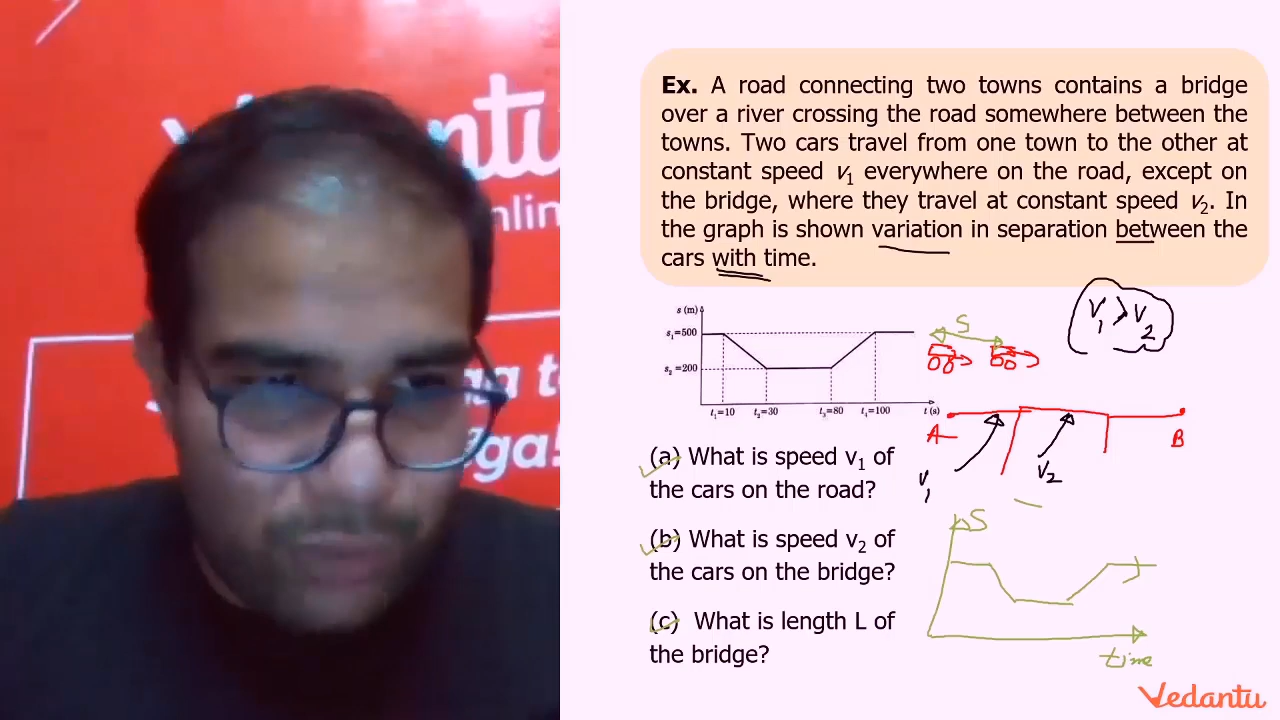 Ex. A road connecting two towns contains a bridge
over a river crossing the road somewhere between the
towns. Two cars travel from one town to the other at
constant speed v₁ everywhere on the road, except on
the bridge, where they travel at constant speed v₂. In
the graph is shown variation in separation between the
cars with time.
V₁ > V₂
s (m)
s₁=500
s₂=200
t₁=10
t₂=30
t₃=80
t₄=100
t (s)
S
A
B
V₁
V₂
(a) What is speed v₁ of
the cars on the road?
(b) What is speed v₂ of
the cars on the bridge?
(c) What is length L of
the bridge?
S
time
Vedantu